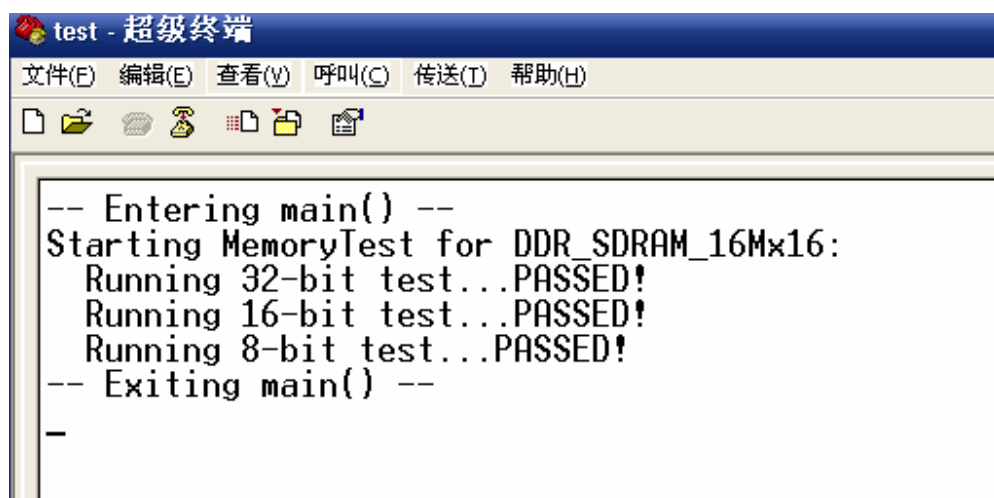 test - 超级终端
文件(F) 编辑(E) 查看(V) 呼叫(C) 传送(T) 帮助(H)
-- Entering main() --
Starting MemoryTest for DDR_SDRAM_16Mx16:
Running 32-bit test...PASSED!
Running 16-bit test...PASSED!
Running 8-bit test...PASSED!
-- Exiting main() --
_